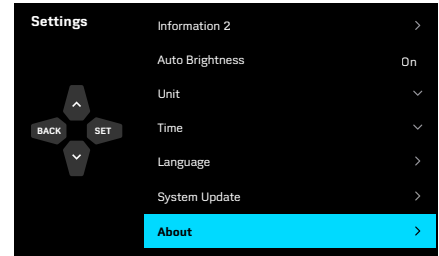 Settings
Information 2
Auto Brightness On
Unit
BACK SET
Time
Language
System Update
About